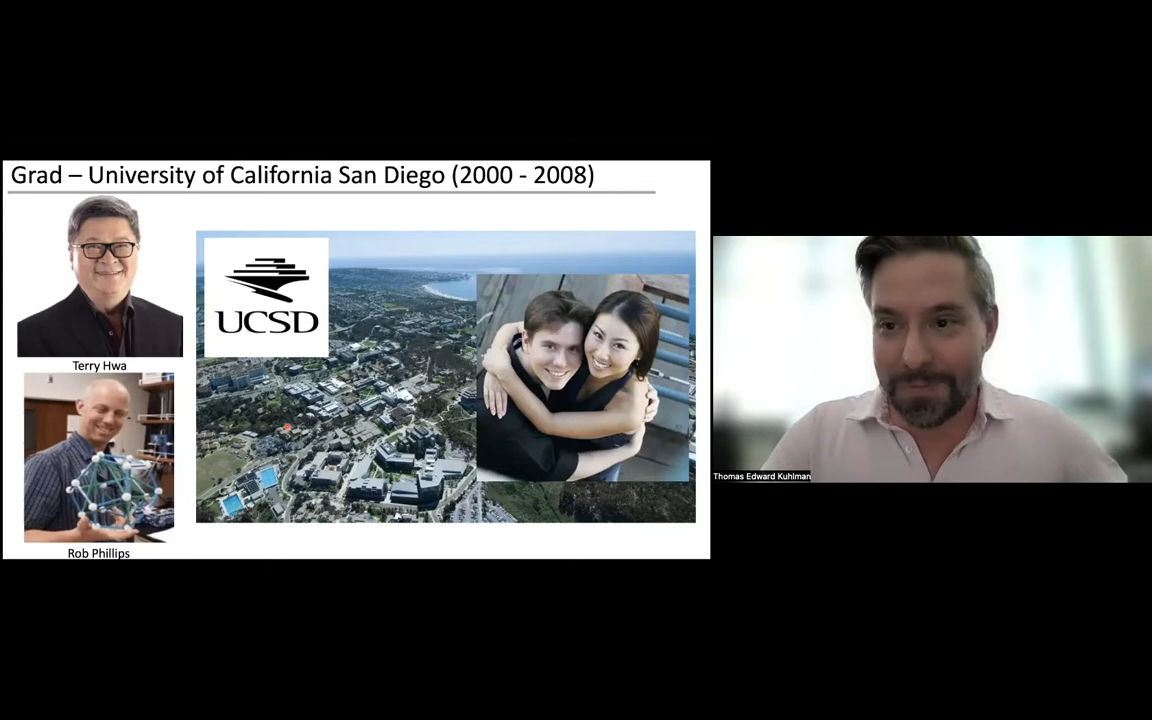 Grad – University of California San Diego (2000 - 2008)
UCSD
Terry Hwa
Rob Phillips
Thomas Edward Kuhlman